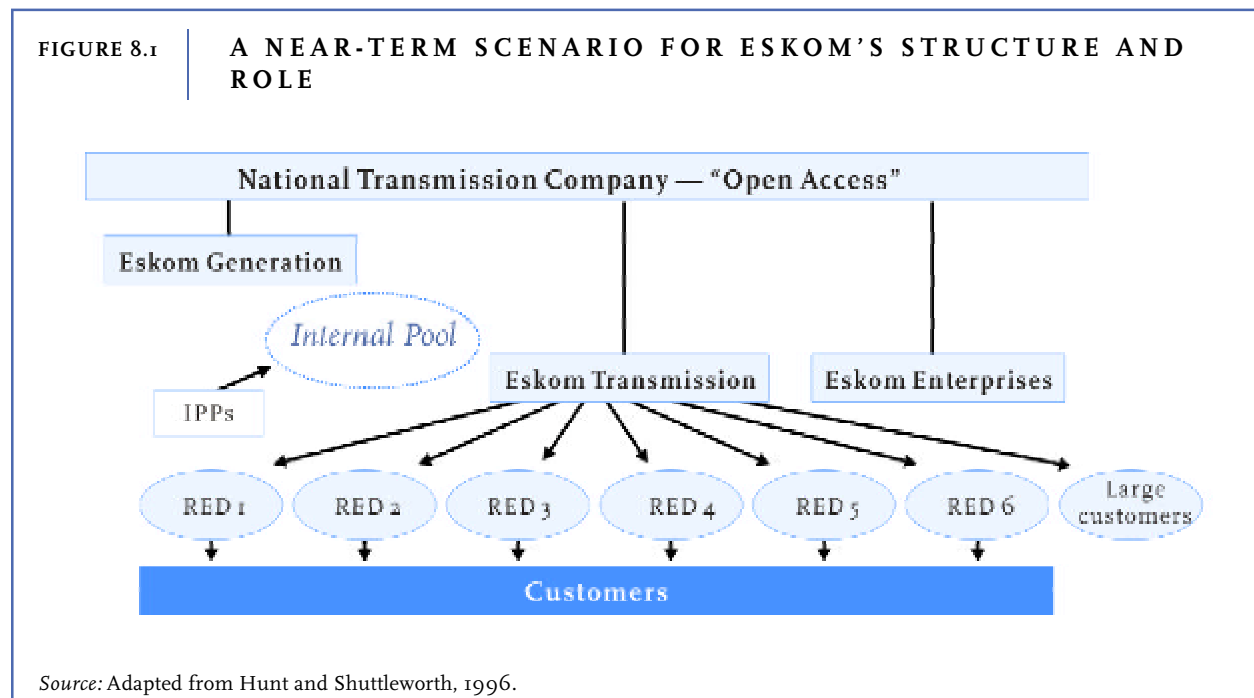 FIGURE 8.1
A NEAR-TERM SCENARIO FOR ESKOM'S STRUCTURE AND
ROLE
National Transmission Company — "Open Access"
Eskom Generation
Internal Pool
Eskom Transmission
Eskom Enterprises
IPPs
RED 1
RED 2
RED 3
RED 4
RED 5
RED 6
Large
customers
Customers
Source: Adapted from Hunt and Shuttleworth, 1996.